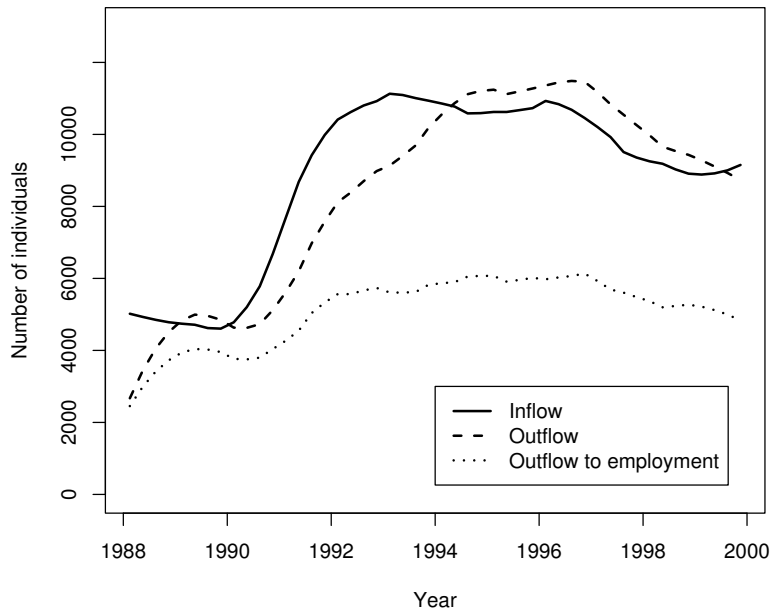 Number of individuals
10000
8000
6000
4000
2000
0
Inflow
Outflow
Outflow to employment
1988 1990 1992 1994 1996 1998 2000
Year